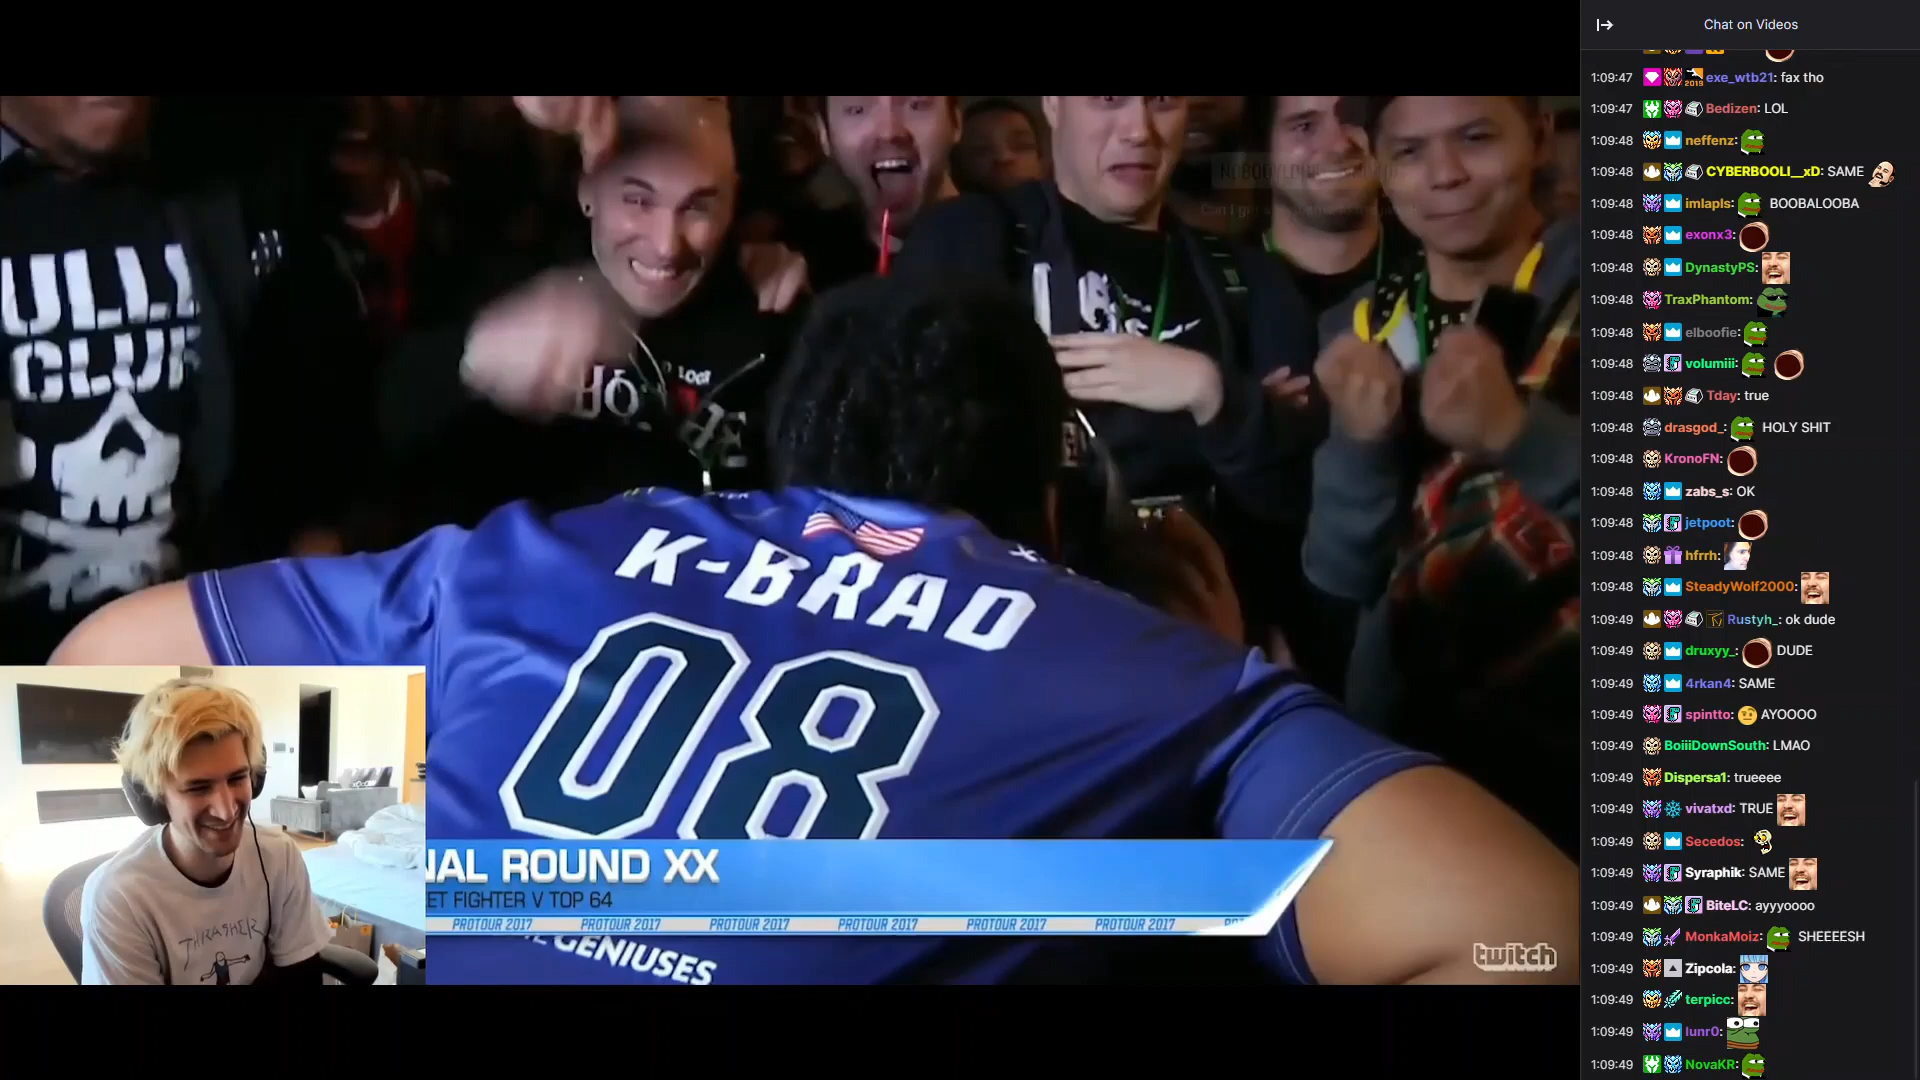 Chat on Videos
1:09:47 exe_wtb21: fax tho
1:09:47 Bedizen: LOL
1:09:48 neffenz:
1:09:48 CYBERBOOLI__xD: SAME
1:09:48 imlapls: BOOBALOOBA
1:09:48 exonx3:
1:09:48 DynastyPS:
1:09:48 TraxPhantom:
1:09:48 elboofie:
1:09:48 volumiii:
1:09:48 Tday: true
1:09:48 drasgod_: HOLY SHIT
1:09:48 KronoFN:
1:09:48 zabs_s: OK
1:09:48 jetpoot:
1:09:48 hfrrh:
1:09:48 SteadyWolf2000:
1:09:49 Rustyh_: ok dude
1:09:49 druxyy_: DUDE
1:09:49 4rkan4: SAME
1:09:49 spintto: AYOOOO
1:09:49 BoiiiDownSouth: LMAO
1:09:49 Dispersa1: trueeee
1:09:49 vivatxd: TRUE
1:09:49 Secedos:
1:09:49 Syraphik: SAME
1:09:49 BiteLC: ayyyoooo
1:09:49 MonkaMoiz: SHEEEESH
1:09:49 Zipcola:
1:09:49 terpicc:
1:09:49 lunr0:
1:09:49 NovaKR:
ULLI
CLUB
K-BRAD
08
NAL ROUND XX
ET FIGHTER V TOP 64
PROTOUR 2017 PROTOUR 2017 PROTOUR 2017 PROTOUR 2017 PROTOUR 2017 PROTOUR 2017
GENIUSES
twitch
THRASHER